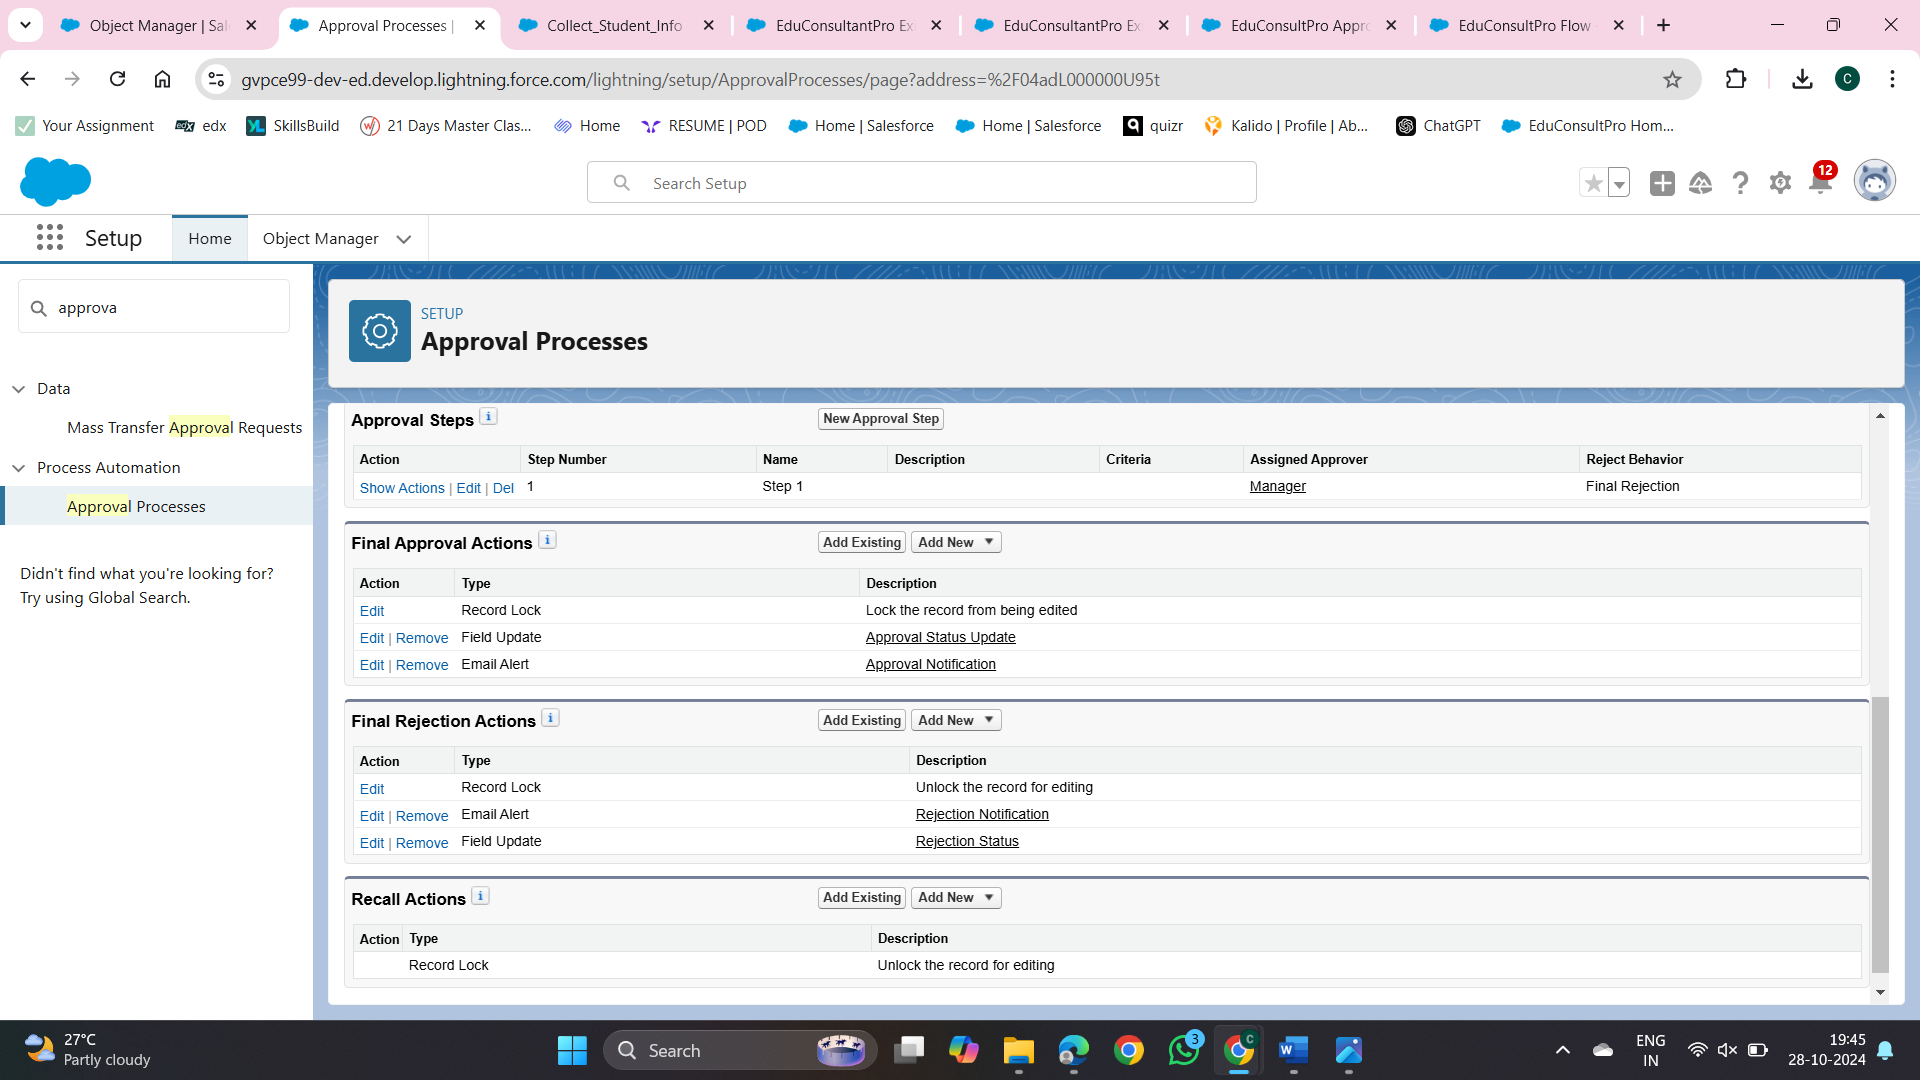 Object Manager | Sal
Approval Processes |
Collect_Student_Info
EduConsultantPro Ex
EduConsultantPro Ex
EduConsultPro Appro
EduConsultPro Flow
gvpce99-dev-ed.develop.lightning.force.com/lightning/setup/ApprovalProcesses/page?address=%2F04adL000000U95t
C
Your Assignment
edx
SkillsBuild
21 Days Master Clas...
Home
RESUME | POD
Home | Salesforce
Home | Salesforce
quizr
Kalido | Profile | Ab...
ChatGPT
EduConsultPro Hom...
Search Setup
12
Setup
Home
Object Manager
approva
Data
Mass Transfer Approval Requests
Process Automation
Approval Processes
Didn't find what you're looking for?
Try using Global Search.
SETUP
Approval Processes
Approval Steps
New Approval Step
Action Step Number Name Description Criteria Assigned Approver Reject Behavior
Show Actions | Edit | Del 1 Step 1 Manager Final Rejection
Final Approval Actions
Add Existing Add New
Action Type Description
Edit Record Lock Lock the record from being edited
Edit | Remove Field Update Approval Status Update
Edit | Remove Email Alert Approval Notification
Final Rejection Actions
Add Existing Add New
Action Type Description
Edit Record Lock Unlock the record for editing
Edit | Remove Email Alert Rejection Notification
Edit | Remove Field Update Rejection Status
Recall Actions
Add Existing Add New
Action Type Description
Record Lock Unlock the record for editing
27°C
Partly cloudy
Search
3
C
ENG
IN
19:45
28-10-2024